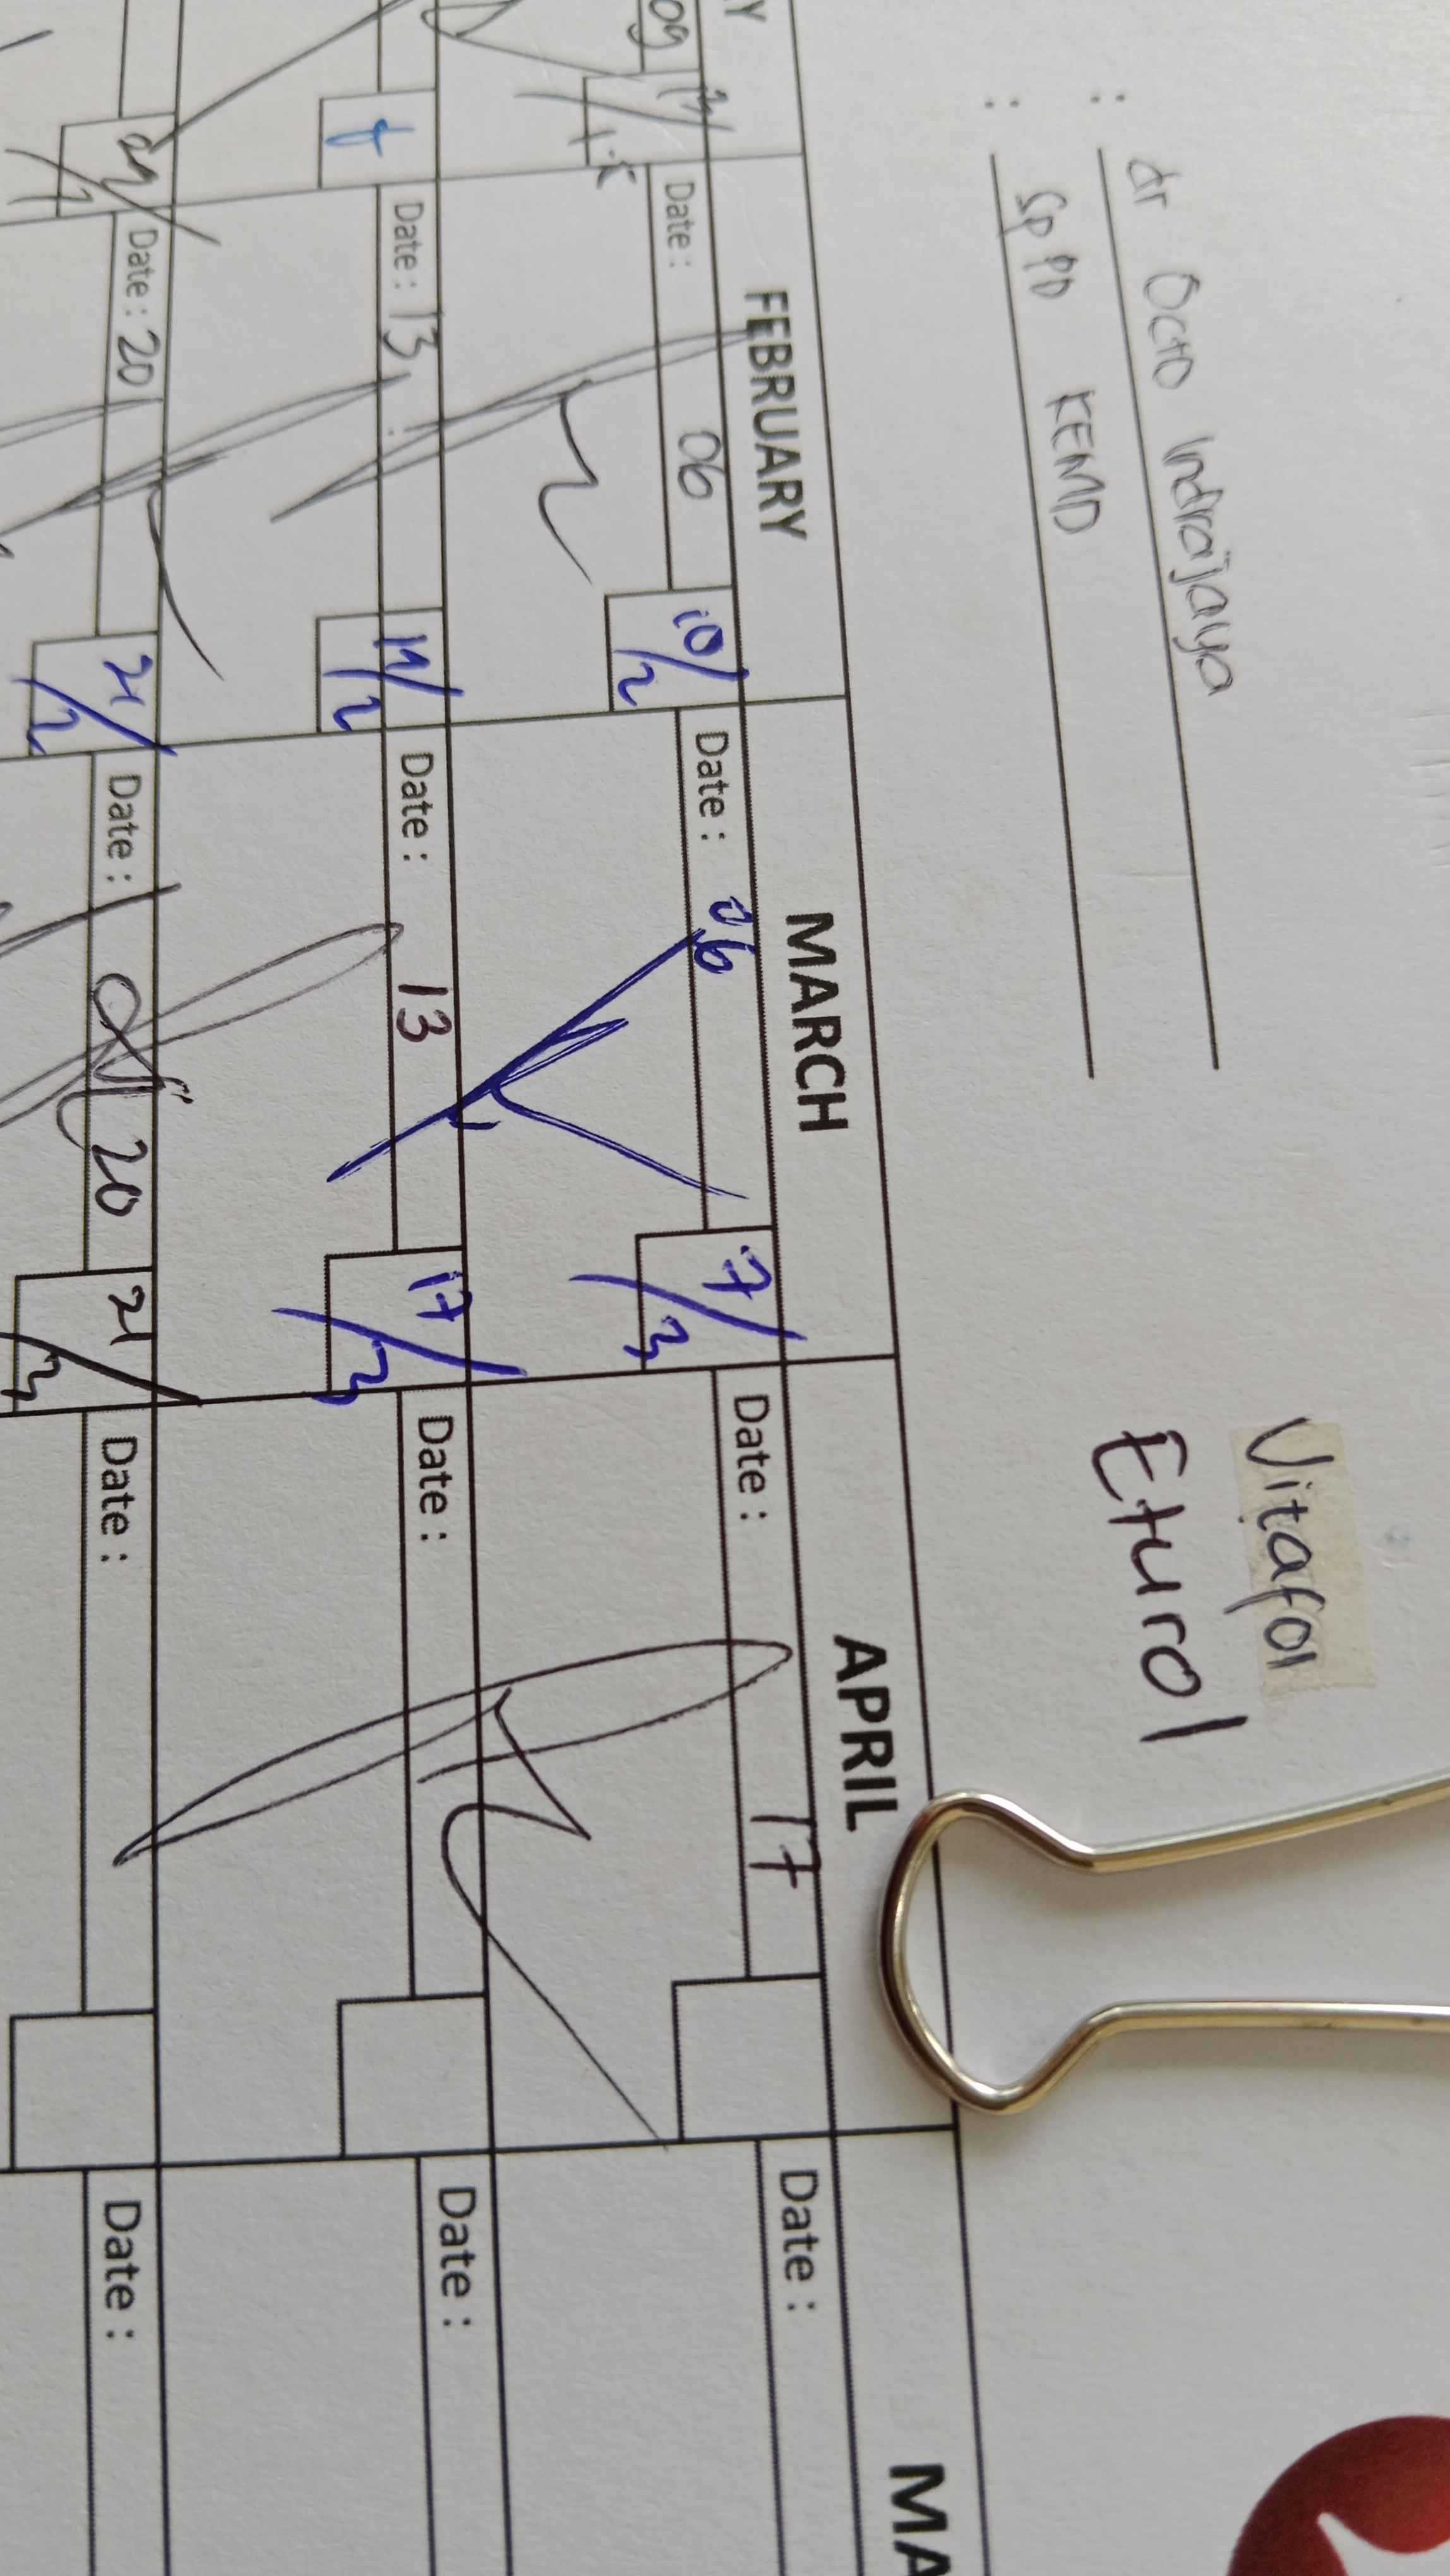 : dr Octo Indrajaya
: Sp PD KEMD
Vitafol
Eturol
FEBRUARY MARCH APRIL MA
09 Date : 06 10/2 Date : 06 7/3 Date : 17 Date :
Date : 13 14/2 Date : 13 17/3 Date : Date :
Date : 20 21/2 Date : 20 21/3 Date : Date :